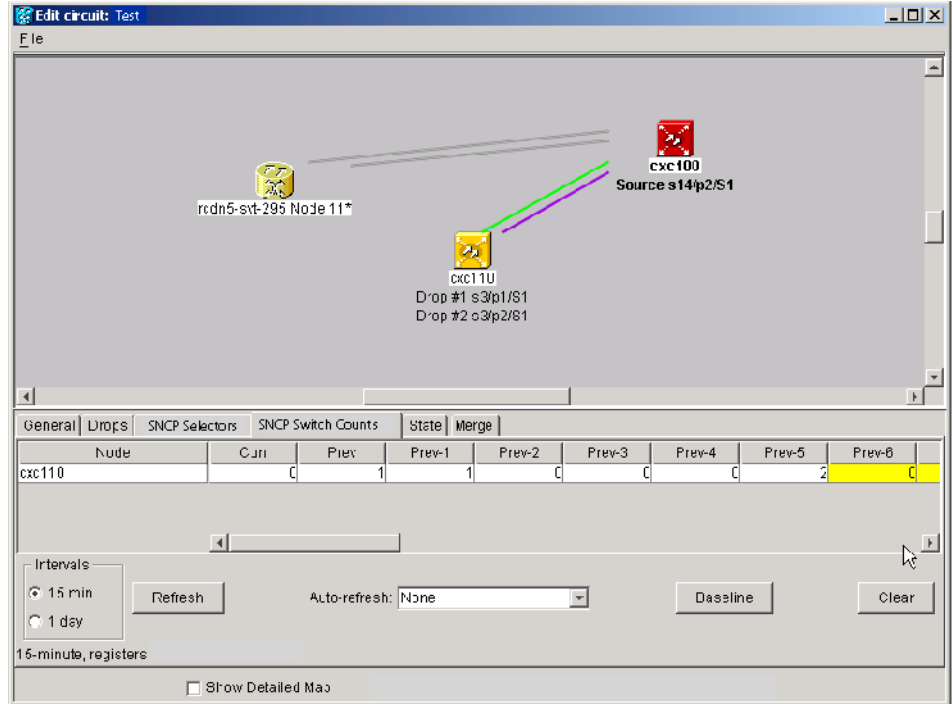 Edit circuit: Test
File
cxc100
Source s14/p2/S1
rcdn5-svt-295 Node 11*
cxc110
Drop #1 s3/p1/S1
Drop #2 s3/p2/S1
General Drops SNCP Selectors SNCP Switch Counts State Merge
Node Curr Prev Prev-1 Prev-2 Prev-3 Prev-4 Prev-5 Prev-6
cxc110 0 1 1 0 0 0 2 0
Intervals
15 min Refresh Auto-refresh: None Baseline Clear
1 day
15-minute, registers
Show Detailed Map